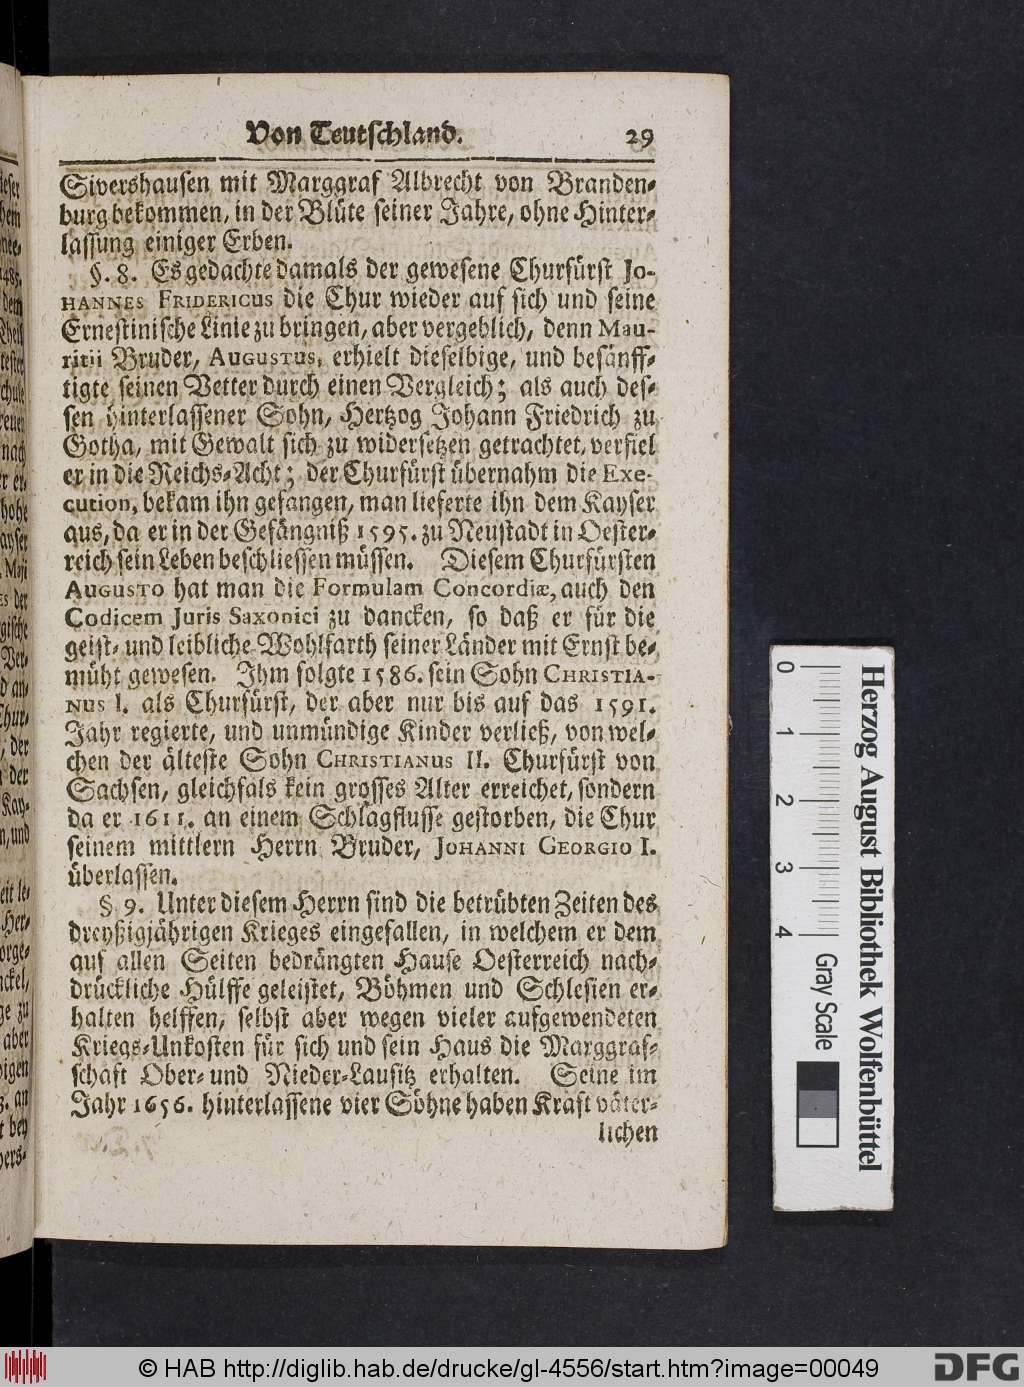 Von Teutschland. 29
Sivershausen mit Marggraf Albrecht von Branden-
burg bekommen, in der Blüte seiner Jahre, ohne Hinter-
lassung einiger Erben.
§. 8. Es gedachte damals der gewesene Churfürst JO-
HANNES FRIDERICUS die Chur wieder auf sich und seine
Ernestinische Linie zu bringen, aber vergeblich, denn Mau-
ritii Bruder, AUGUSTUS, erhielt dieselbige, und besänff-
tigte seinen Vetter durch einen Vergleich; als auch des-
sen hinterlassener Sohn, Hertzog Johann Friedrich zu
Gotha, mit Gewalt sich zu widersetzen getrachtet, verfiel
er in die Reichs-Acht; der Churfürst übernahm die Exe-
cution, bekam ihn gefangen, man lieferte ihn dem Kayser
aus, da er in der Gefängniß 1595. zu Neustadt in Oester-
reich sein Leben beschliessen müssen. Diesem Churfürsten
AUGUSTO hat man die Formulam Concordiæ, auch den
Codicem Juris Saxonici zu dancken, so daß er für die
geist- und leibliche Wohlfarth seiner Länder mit Ernst be-
müht gewesen. Ihm folgte 1586. sein Sohn CHRISTIA-
NUS I. als Churfürst, der aber nur bis auf das 1591.
Jahr regierte, und unmündige Kinder verließ, von wel-
chen der älteste Sohn CHRISTIANUS II. Churfürst von
Sachsen, gleichfals kein grosses Alter erreichet, sondern
da er 1611. an einem Schlagflusse gestorben, die Chur
seinem mittlern Herrn Bruder, JOHANNI GEORGIO I.
überlassen.
§ 9. Unter diesem Herrn sind die betrübten Zeiten des
dreyßigjährigen Krieges eingefallen, in welchem er dem
auf allen Seiten bedrängten Hause Oesterreich nach-
drückliche Hülffe geleistet, Böhmen und Schlesien er-
halten helffen, selbst aber wegen vieler aufgewendeten
Kriegs-Unkosten für sich und sein Haus die Marggraf-
schaft Ober- und Nieder-Lausitz erhalten. Seine im
Jahr 1656. hinterlassene vier Söhne haben Kraft väter-
lichen
0 1 2 3 4
Gray Scale
Herzog August Bibliothek Wolfenbüttel
© HAB http://diglib.hab.de/drucke/gl-4556/start.htm?image=00049
DFG